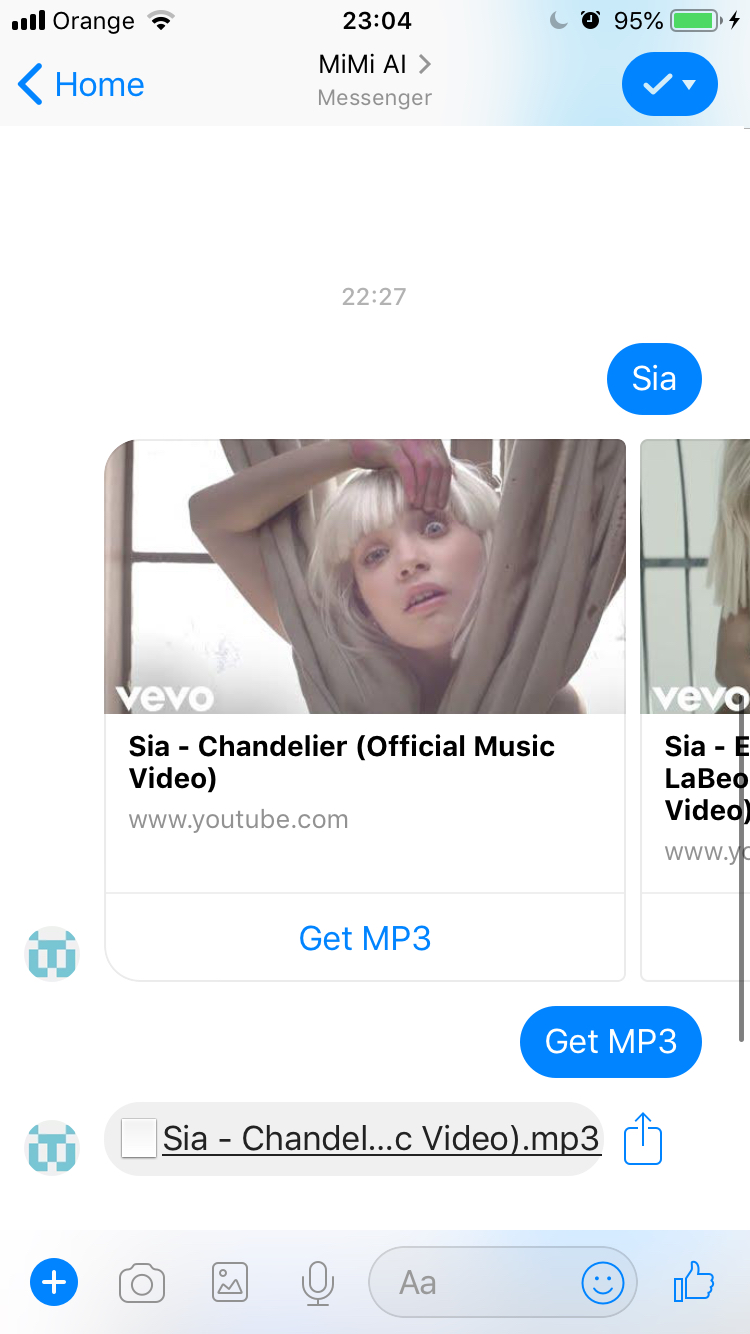 Orange 23:04 95%
Home MiMi AI
Messenger
22:27
Sia
vevo vevo
Sia - Chandelier (Official Music
Video)
www.youtube.com
Get MP3
Sia - E
LaBeo
Video)
www.yo
Get MP3
Sia - Chandel...c Video).mp3
Aa